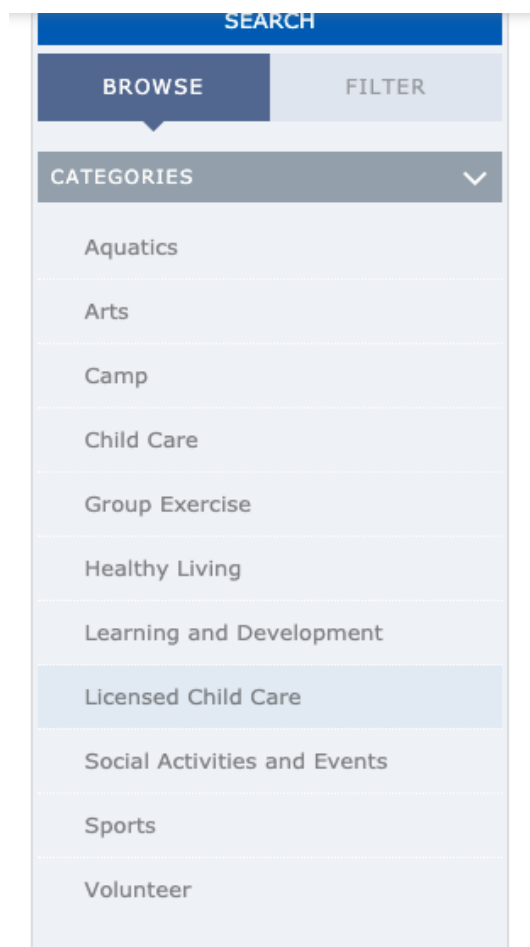 SEARCH
BROWSE FILTER
CATEGORIES
Aquatics
Arts
Camp
Child Care
Group Exercise
Healthy Living
Learning and Development
Licensed Child Care
Social Activities and Events
Sports
Volunteer